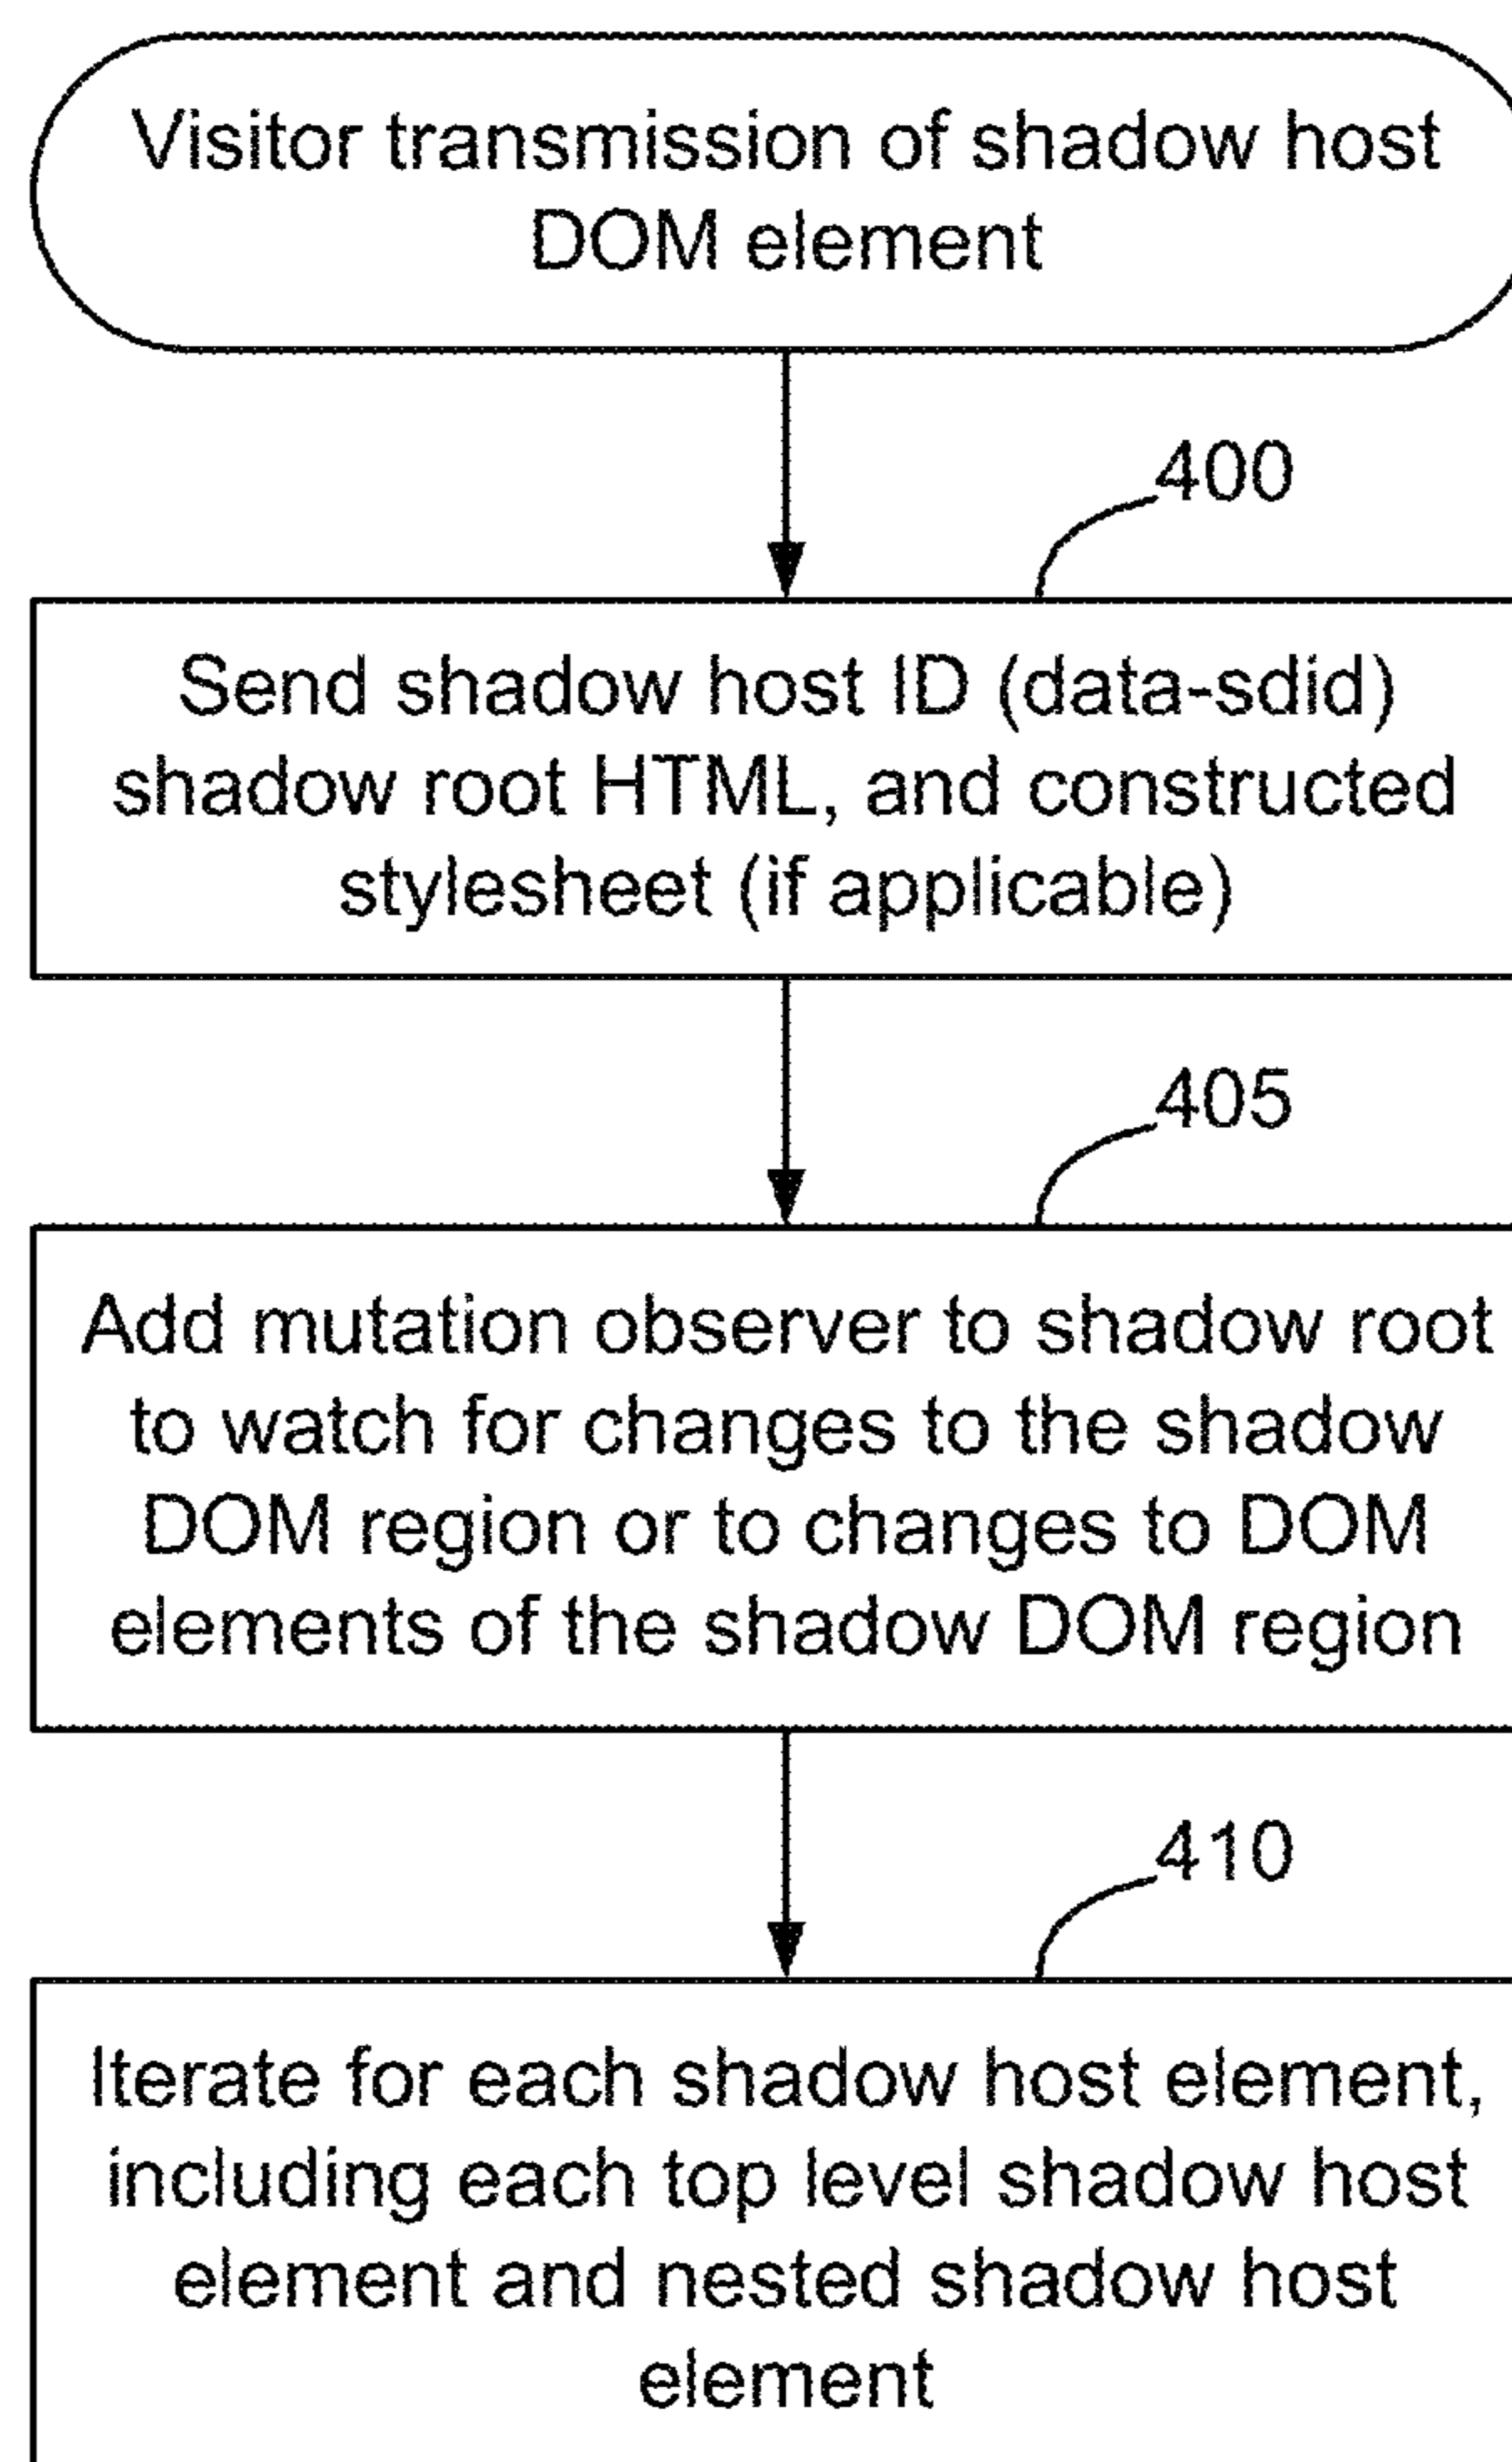 Visitor transmission of shadow host
DOM element
400
Send shadow host ID (data-sdid)
shadow root HTML, and constructed
stylesheet (if applicable)
405
Add mutation observer to shadow root
to watch for changes to the shadow
DOM region or to changes to DOM
elements of the shadow DOM region
410
Iterate for each shadow host element,
including each top level shadow host
element and nested shadow host
element